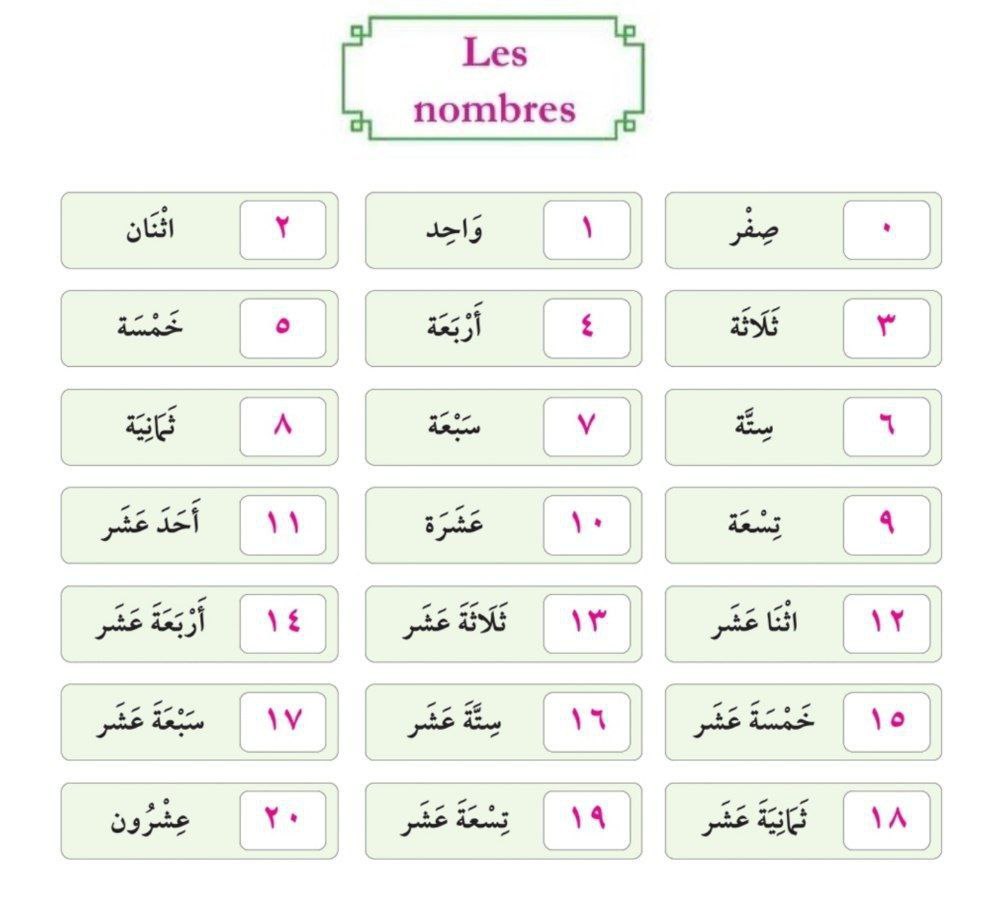 Les
nombres
٠ صِفْر
١ وَاحِد
٢ اثْنَان
٣ ثَلَاثَة
٤ أَرْبَعَة
٥ خَمْسَة
٦ سِتَّة
٧ سَبْعَة
٨ ثَمَانِيَة
٩ تِسْعَة
١٠ عَشَرَة
١١ أَحَدَ عَشَر
١٢ اثْنَا عَشَر
١٣ ثَلَاثَةَ عَشَر
١٤ أَرْبَعَةَ عَشَر
١٥ خَمْسَةَ عَشَر
١٦ سِتَّةَ عَشَر
١٧ سَبْعَةَ عَشَر
١٨ ثَمَانِيَةَ عَشَر
١٩ تِسْعَةَ عَشَر
٢٠ عِشْرُون